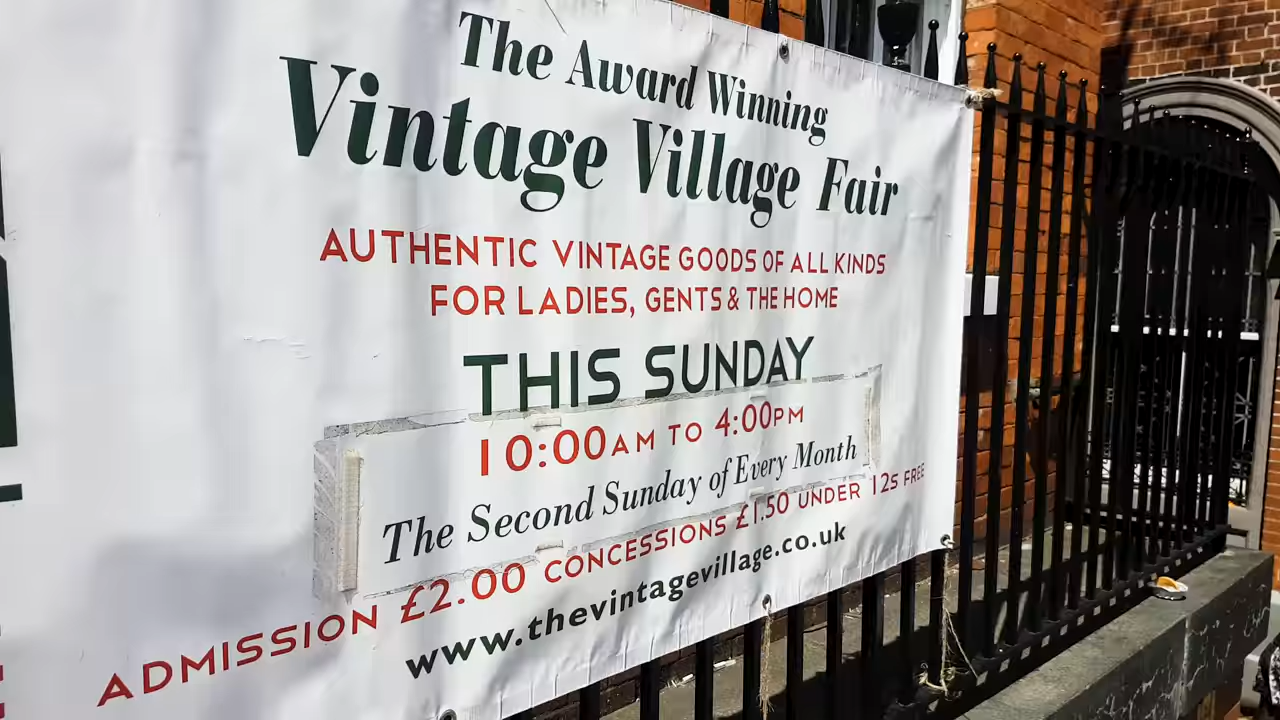 The Award Winning
Vintage Village Fair
AUTHENTIC VINTAGE GOODS OF ALL KINDS
FOR LADIES, GENTS & THE HOME
THIS SUNDAY
10:00AM TO 4:00PM
The Second Sunday of Every Month
ADMISSION £2.00 CONCESSIONS £1.50 UNDER 12S FREE
www.thevintagevillage.co.uk